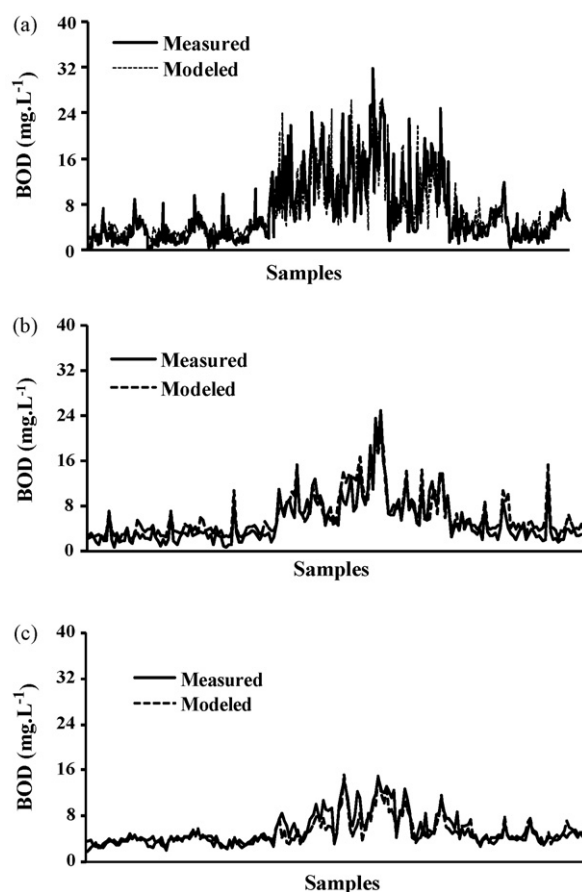 (a)
40
32
24
16
8
0
BOD (mg.L⁻¹)
Measured
Modeled
Samples
(b)
40
32
24
16
8
0
BOD (mg.L⁻¹)
Measured
Modeled
Samples
(c)
40
32
24
16
8
0
BOD (mg.L⁻¹)
Measured
Modeled
Samples